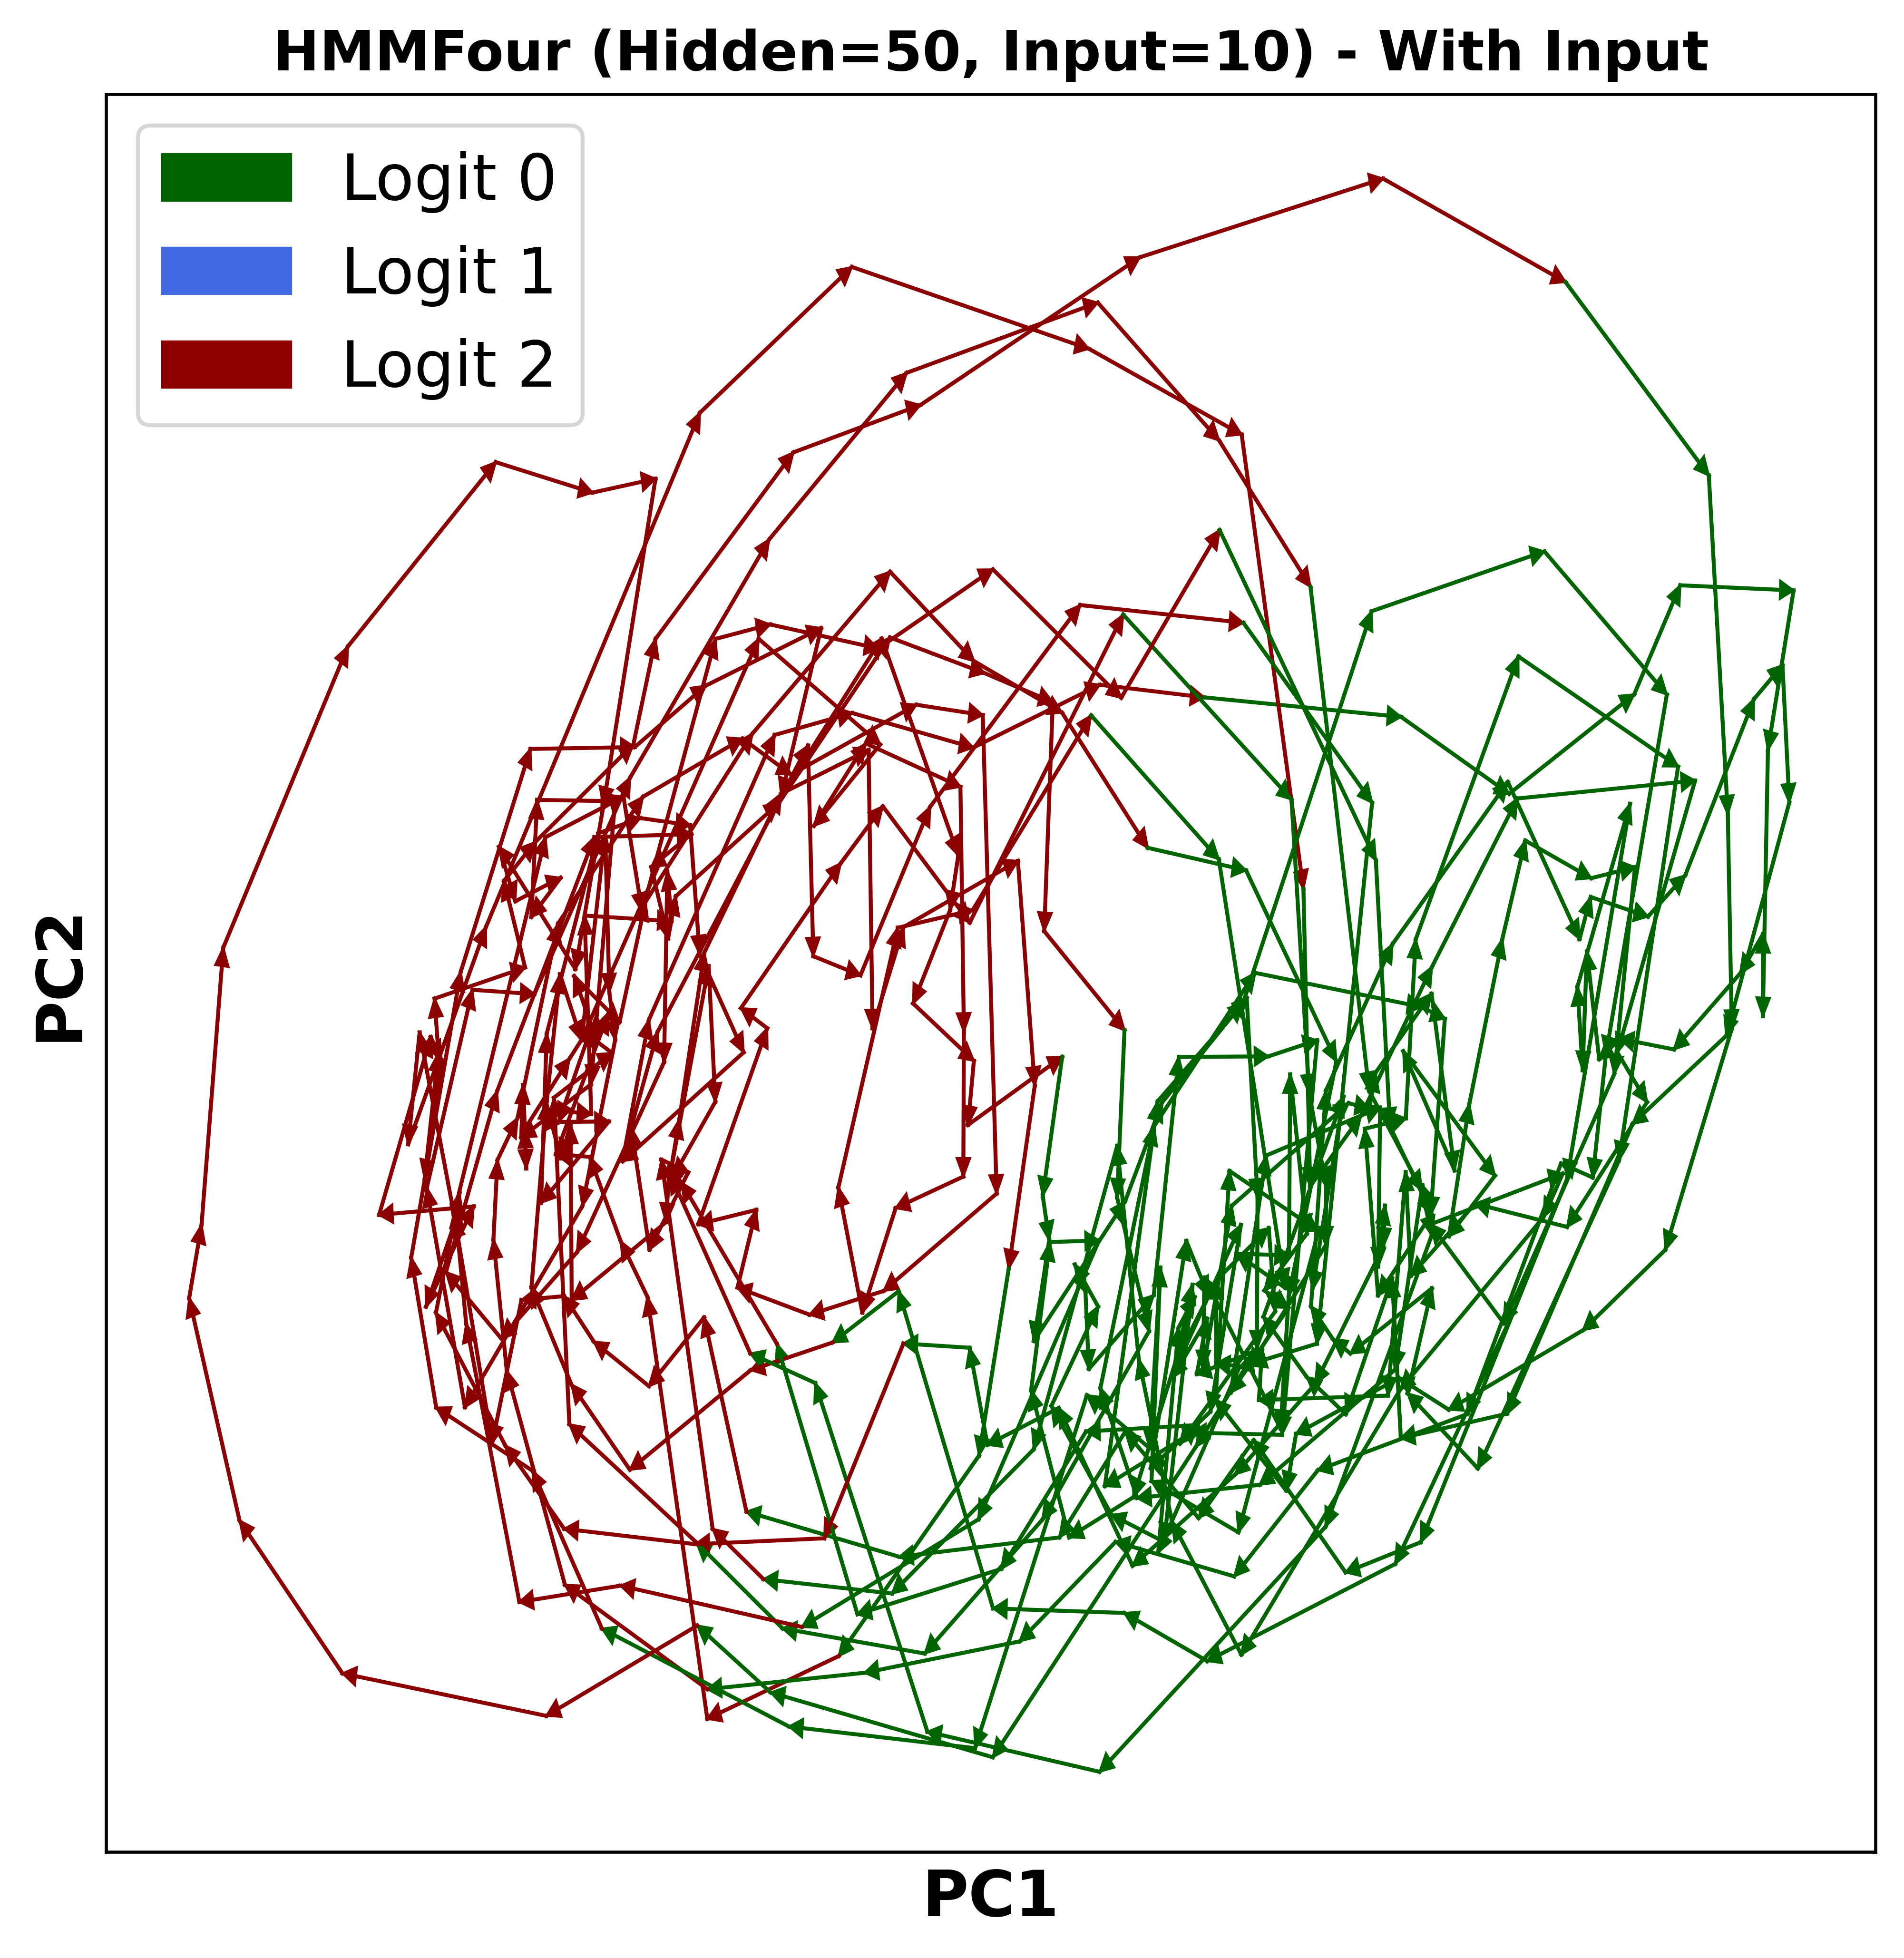 HMMFour (Hidden=50, Input=10) - With Input
Logit 0
Logit 1
Logit 2
PC2
PC1